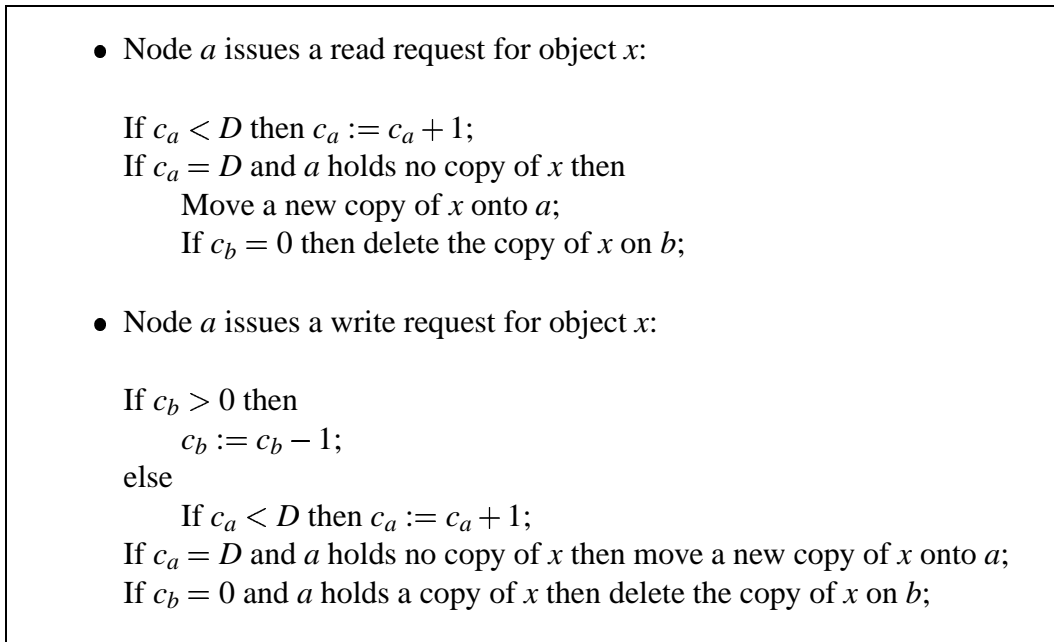 • Node a issues a read request for object x:
If c_a < D then c_a := c_a + 1;
If c_a = D and a holds no copy of x then
Move a new copy of x onto a;
If c_b = 0 then delete the copy of x on b;
• Node a issues a write request for object x:
If c_b > 0 then
c_b := c_b − 1;
else
If c_a < D then c_a := c_a + 1;
If c_a = D and a holds no copy of x then move a new copy of x onto a;
If c_b = 0 and a holds a copy of x then delete the copy of x on b;